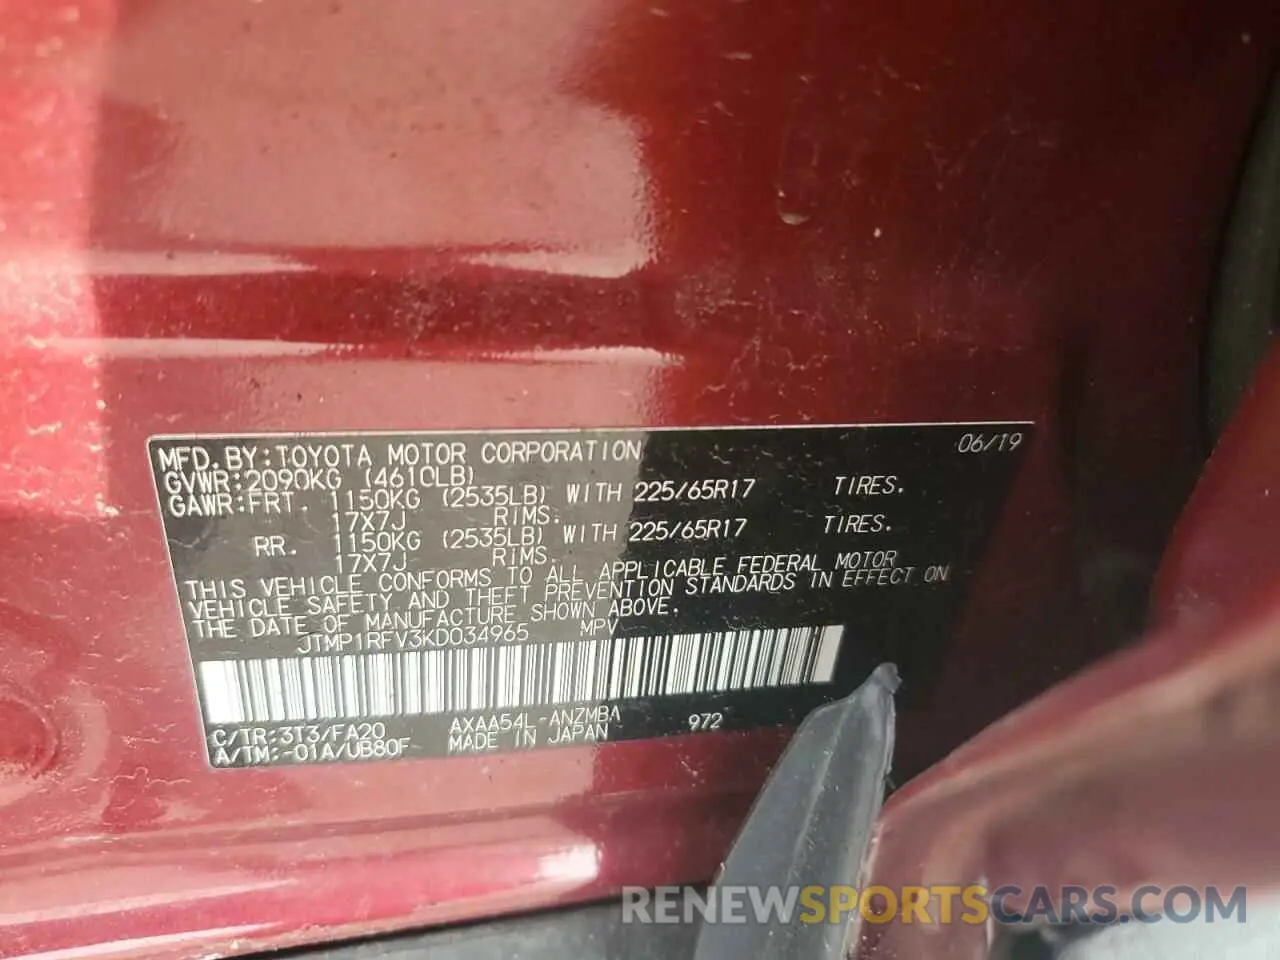 MFD.BY:TOYOTA MOTOR CORPORATION 06/19
GVWR:2090KG (4610LB)
GAWR:FRT. 1150KG (2535LB) WITH 225/65R17 TIRES.
17X7J RIMS.
RR. 1150KG (2535LB) WITH 225/65R17 TIRES.
17X7J RIMS.
THIS VEHICLE CONFORMS TO ALL APPLICABLE FEDERAL MOTOR
VEHICLE SAFETY AND THEFT PREVENTION STANDARDS IN EFFECT ON
THE DATE OF MANUFACTURE SHOWN ABOVE.
JTMP1RFV3KD034965 MPV
C/TR:3T3/FA20 AXAA54L-ANZMBA 972
A/TM:-01A/UB80F MADE IN JAPAN
RENEWSPORTSCARS.COM